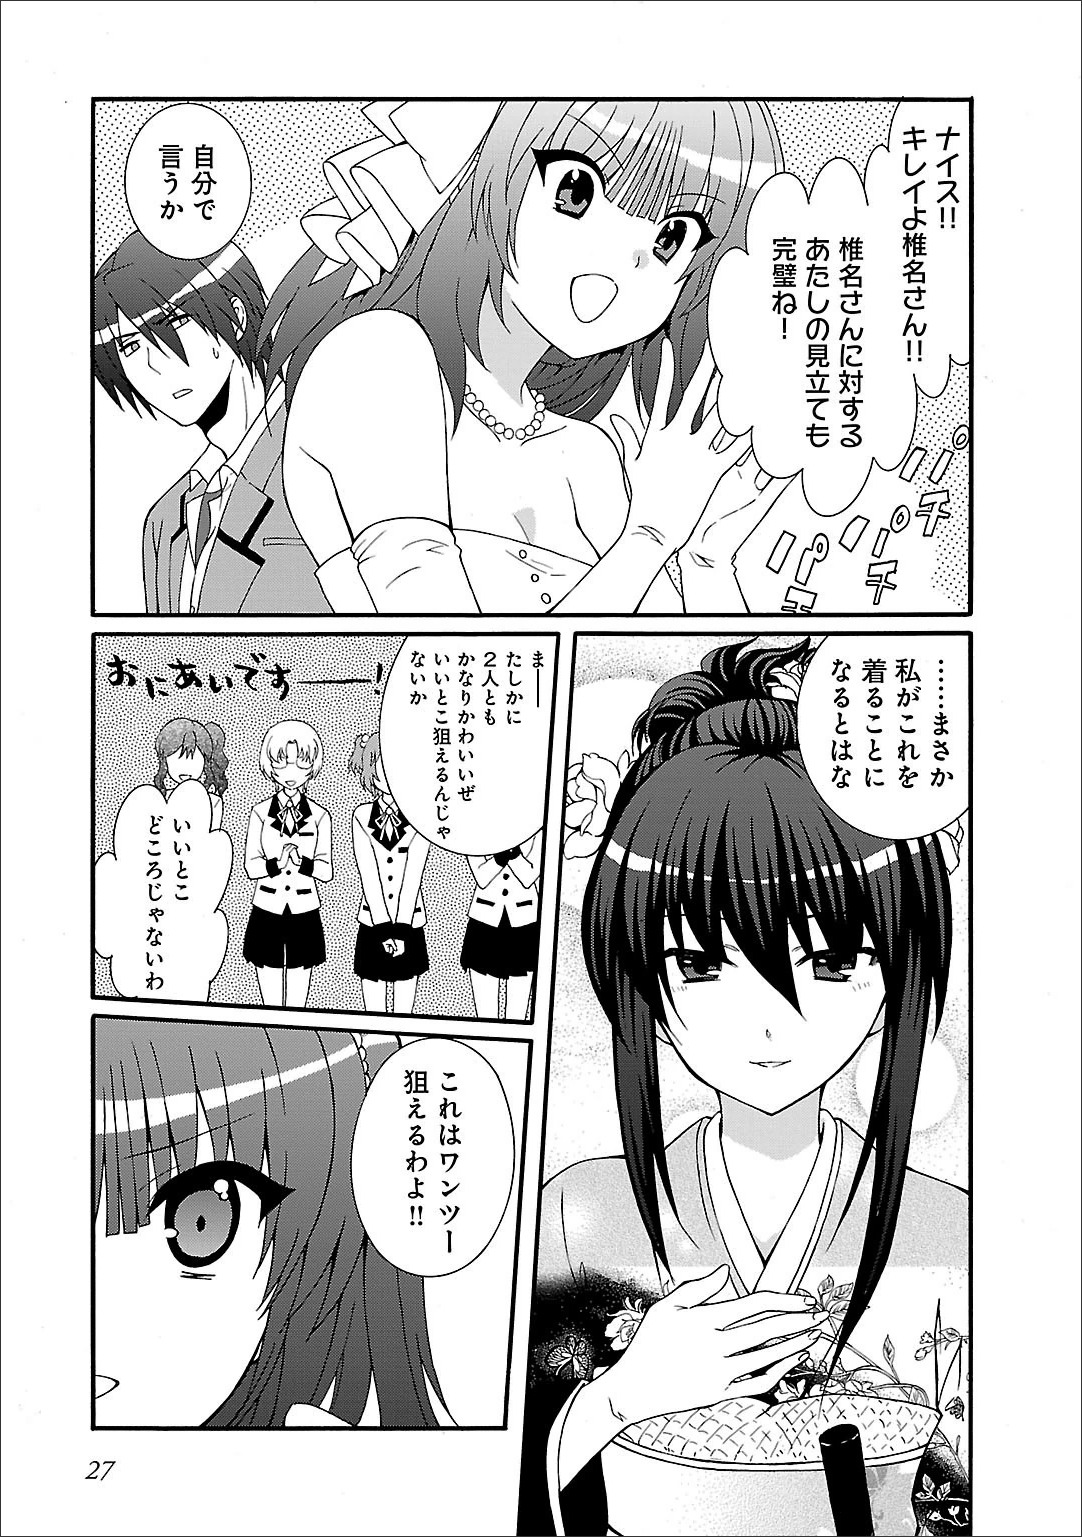 ナイス!!
キレイよ椎名さん!!
椎名さんに対する
あたしの見立ても
完璧ね!
パチ
パチ
パチ
自分で
言うか
……まさか
私がこれを
着ることに
なるとはな
まー
たしかに
2人とも
かなりかわいいぜ
いいとこ狙えるんじゃ
ないか
おにあいですー!
いいとこ
どころじゃないわ
これはワンツー
狙えるわよ!!
27